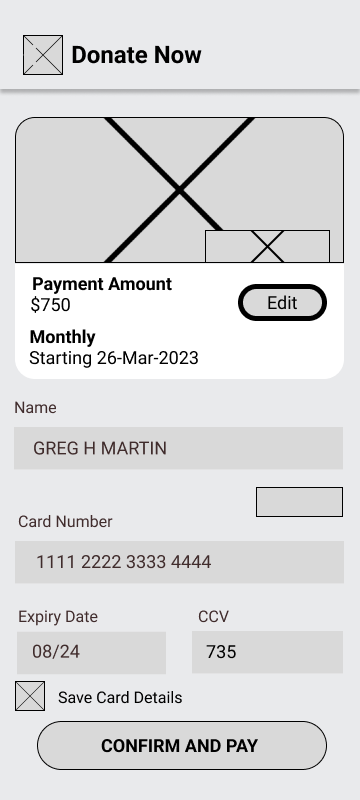 Donate Now
Payment Amount
$750
Edit
Monthly
Starting 26-Mar-2023
Name
GREG H MARTIN
Card Number
1111 2222 3333 4444
Expiry Date
CCV
08/24
735
Save Card Details
CONFIRM AND PAY